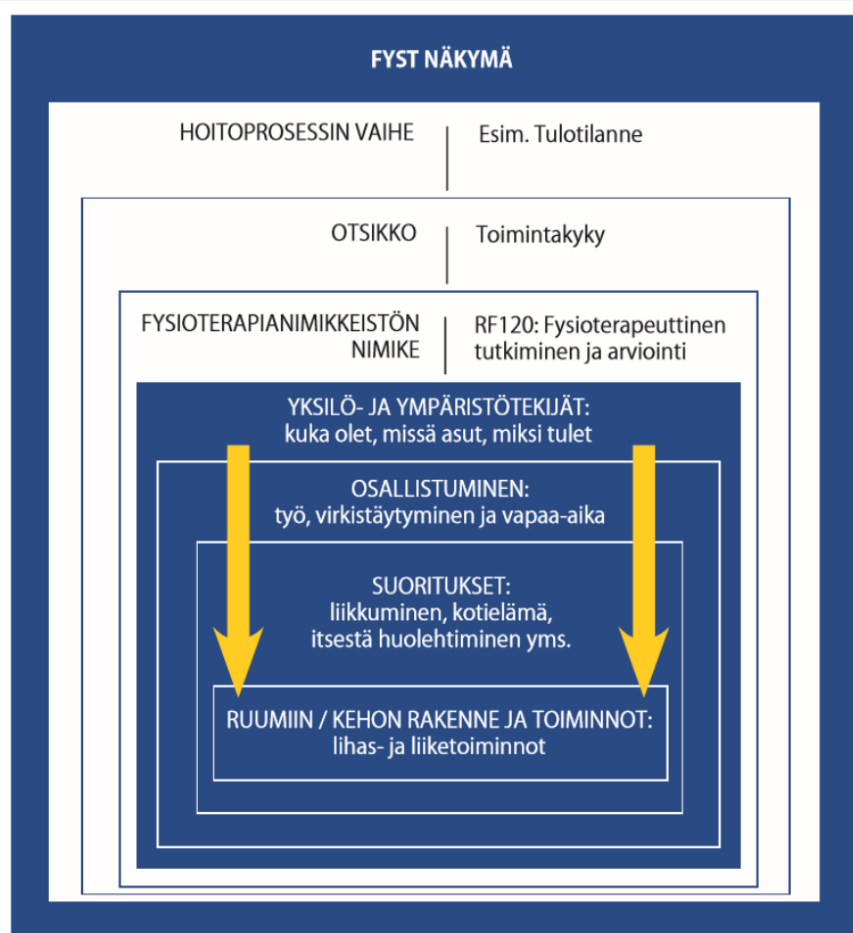 FYST NÄKYMÄ
HOITOPROSESSIN VAIHE
Esim. Tulotilanne
OTSIKKO
Toimintakyky
FYSIOTERAPIANIMIKKEISTÖN
NIMIKE
RF120: Fysioterapeuttinen
tutkiminen ja arviointi
YKSILÖ- JA YMPÄRISTÖTEKIJÄT:
kuka olet, missä asut, miksi tulet
OSALLISTUMINEN:
työ, virkistäytyminen ja vapaa-aika
SUORITUKSET:
liikkuminen, kotielämä,
itsestä huolehtiminen yms.
RUUMIIN / KEHON RAKENNE JA TOIMINNOT:
lihas- ja liiketoiminnot